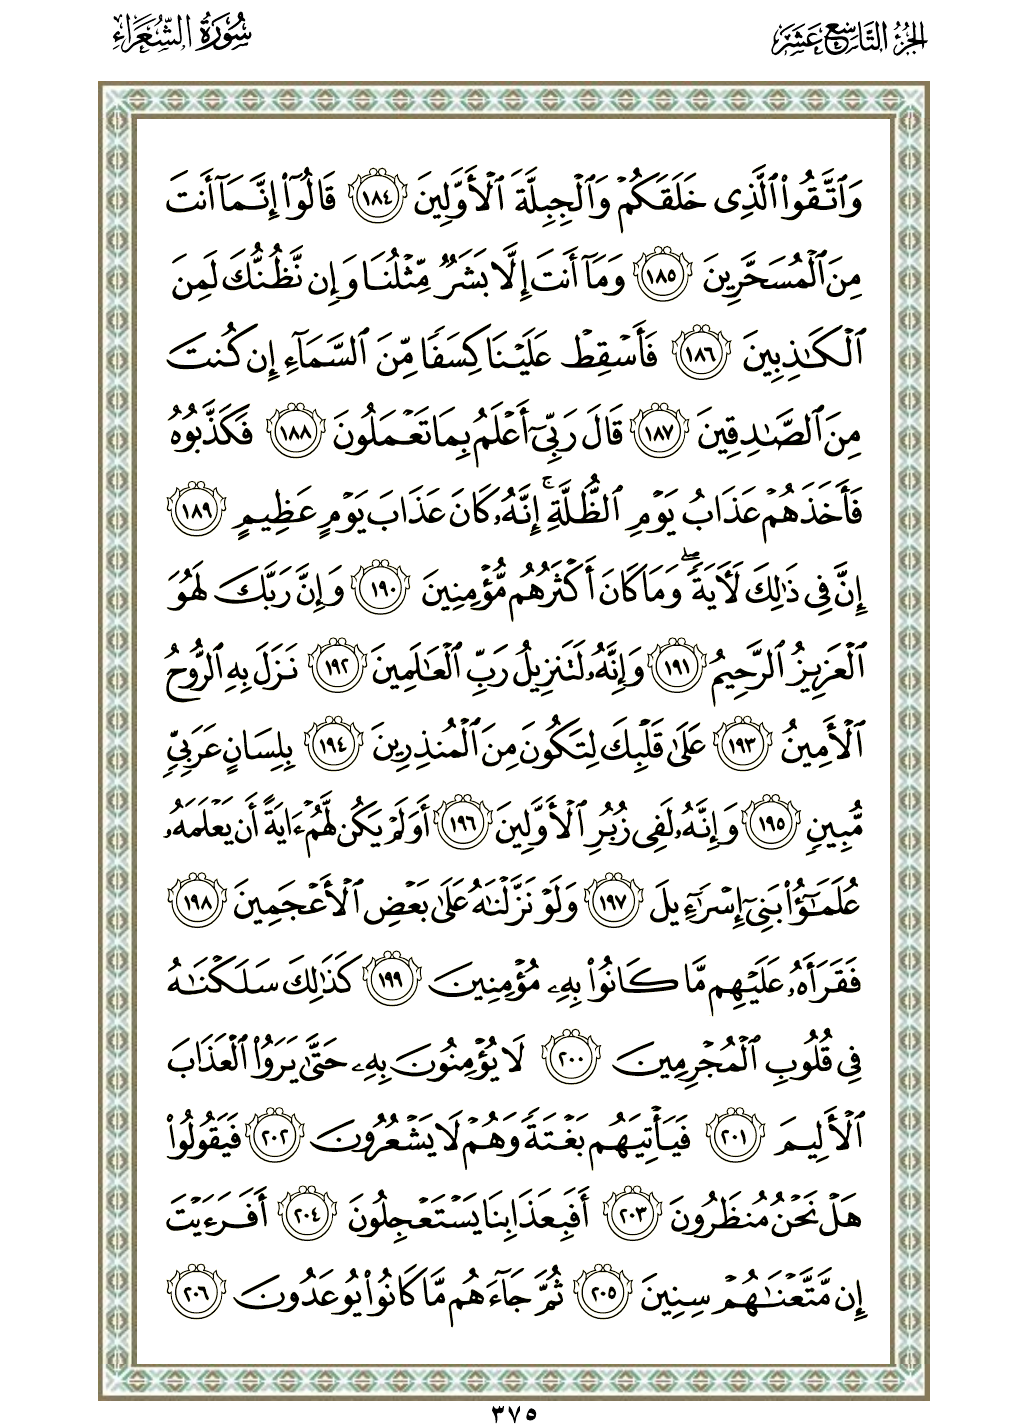 الجزء التاسع عشر
سورة الشعراء
وَٱتَّقُوا۟ ٱلَّذِى خَلَقَكُمْ وَٱلْجِبِلَّةَ ٱلْأَوَّلِينَ ١٨٤ قَالُوٓا۟ إِنَّمَآ أَنتَ
مِنَ ٱلْمُسَحَّرِينَ ١٨٥ وَمَآ أَنتَ إِلَّا بَشَرٌ مِّثْلُنَا وَإِن نَّظُنُّكَ لَمِنَ
ٱلْكَـٰذِبِينَ ١٨٦ فَأَسْقِطْ عَلَيْنَا كِسَفًا مِّنَ ٱلسَّمَآءِ إِن كُنتَ
مِنَ ٱلصَّـٰدِقِينَ ١٨٧ قَالَ رَبِّىٓ أَعْلَمُ بِمَا تَعْمَلُونَ ١٨٨ فَكَذَّبُوهُ
فَأَخَذَهُمْ عَذَابُ يَوْمِ ٱلظُّلَّةِ ۚ إِنَّهُۥ كَانَ عَذَابَ يَوْمٍ عَظِيمٍ ١٨٩
إِنَّ فِى ذَٰلِكَ لَـَٔايَةً ۖ وَمَا كَانَ أَكْثَرُهُم مُّؤْمِنِينَ ١٩٠ وَإِنَّ رَبَّكَ لَهُوَ
ٱلْعَزِيزُ ٱلرَّحِيمُ ١٩١ وَإِنَّهُۥ لَتَنزِيلُ رَبِّ ٱلْعَـٰلَمِينَ ١٩٢ نَزَلَ بِهِ ٱلرُّوحُ
ٱلْأَمِينُ ١٩٣ عَلَىٰ قَلْبِكَ لِتَكُونَ مِنَ ٱلْمُنذِرِينَ ١٩٤ بِلِسَانٍ عَرَبِىٍّ
مُّبِينٍ ١٩٥ وَإِنَّهُۥ لَفِى زُبُرِ ٱلْأَوَّلِينَ ١٩٦ أَوَلَمْ يَكُن لَّهُمْ ءَايَةً أَن يَعْلَمَهُۥ
عُلَمَـٰٓؤُا۟ بَنِىٓ إِسْرَٰٓءِيلَ ١٩٧ وَلَوْ نَزَّلْنَـٰهُ عَلَىٰ بَعْضِ ٱلْأَعْجَمِينَ ١٩٨
فَقَرَأَهُۥ عَلَيْهِم مَّا كَانُوا۟ بِهِۦ مُؤْمِنِينَ ١٩٩ كَذَٰلِكَ سَلَكْنَـٰهُ
فِى قُلُوبِ ٱلْمُجْرِمِينَ ٢٠٠ لَا يُؤْمِنُونَ بِهِۦ حَتَّىٰ يَرَوُا۟ ٱلْعَذَابَ
ٱلْأَلِيمَ ٢٠١ فَيَأْتِيَهُم بَغْتَةً وَهُمْ لَا يَشْعُرُونَ ٢٠٢ فَيَقُولُوا۟
هَلْ نَحْنُ مُنظَرُونَ ٢٠٣ أَفَبِعَذَابِنَا يَسْتَعْجِلُونَ ٢٠٤ أَفَرَءَيْتَ
إِن مَّتَّعْنَـٰهُمْ سِنِينَ ٢٠٥ ثُمَّ جَآءَهُم مَّا كَانُوا۟ يُوعَدُونَ ٢٠٦
٣٧٥